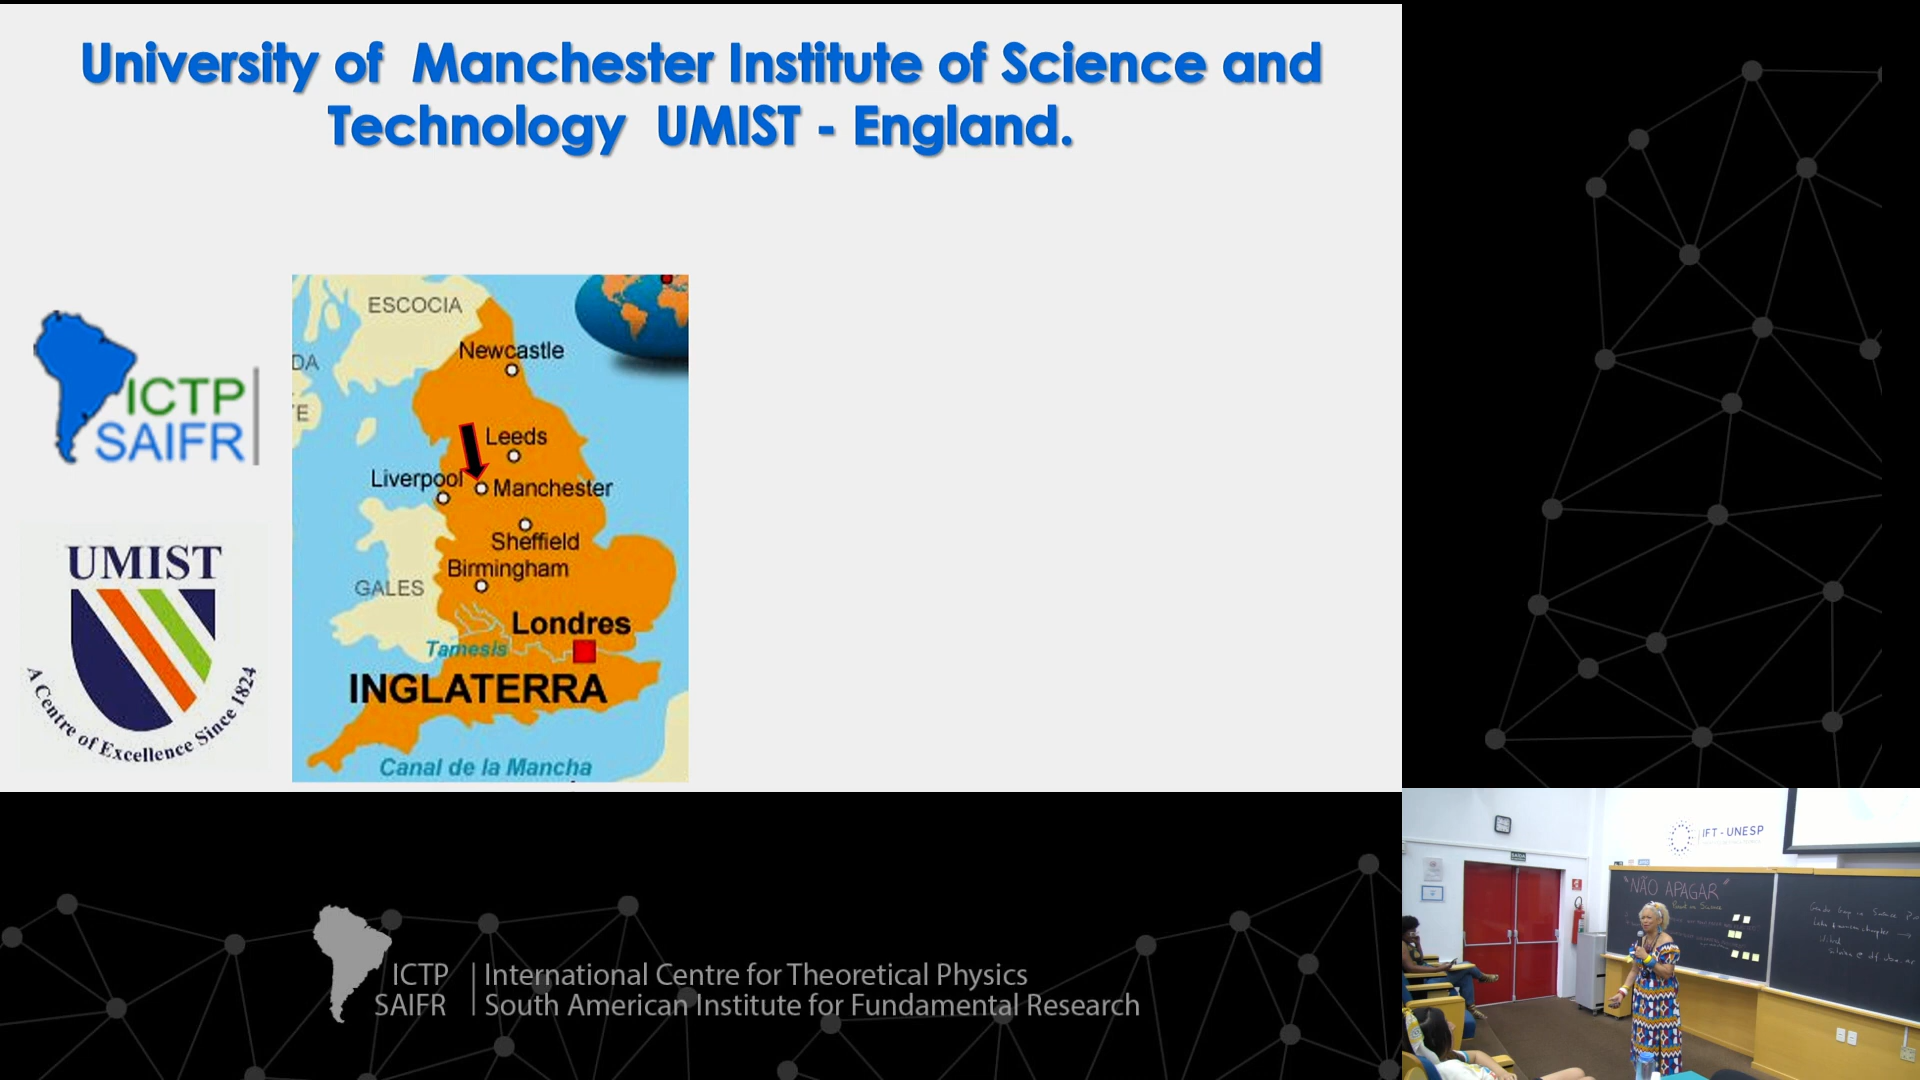 University of Manchester Institute of Science and
Technology UMIST - England.
ICTP
SAIFR
UMIST
A Centre of Excellence Since 1824
ESCOCIA
Newcastle
DA
TE
Leeds
Liverpool
Manchester
Sheffield
Birmingham
GALES
Londres
Tamesis
INGLATERRA
Canal de la Mancha
ICTP
SAIFR
International Centre for Theoretical Physics
South American Institute for Fundamental Research
IFT - UNESP
"NÃO APAGAR"